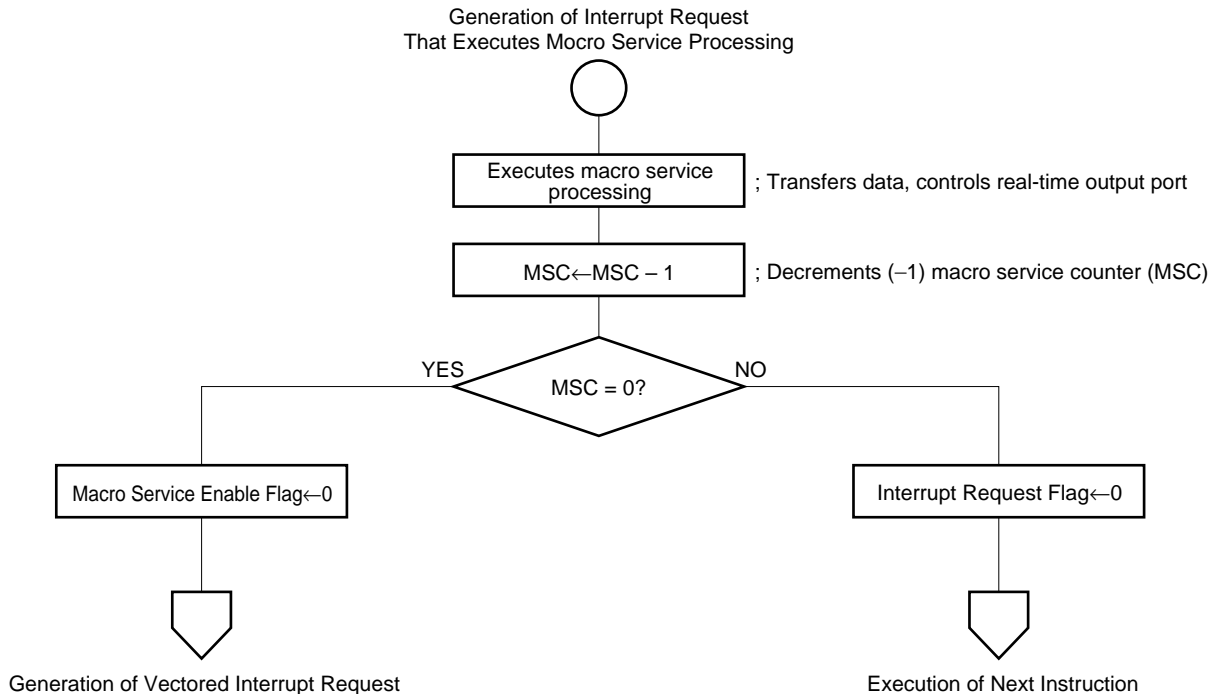 Generation of Interrupt Request
That Executes Mocro Service Processing
Executes macro service
processing
; Transfers data, controls real-time output port
MSC←MSC – 1
; Decrements (–1) macro service counter (MSC)
YES
NO
MSC = 0?
Macro Service Enable Flag←0
Interrupt Request Flag←0
Generation of Vectored Interrupt Request
Execution of Next Instruction